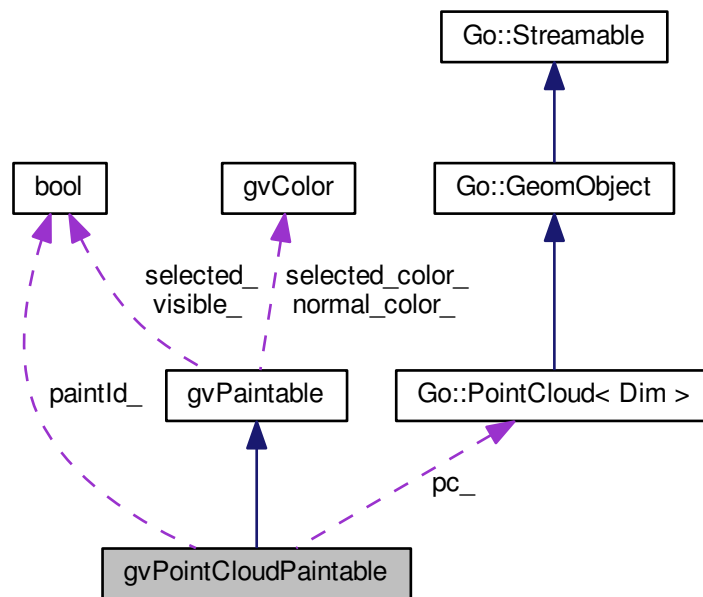 Go::Streamable
bool
gvColor
Go::GeomObject
selected_
visible_
selected_color_
normal_color_
paintId_
gvPaintable
Go::PointCloud< Dim >
pc_
gvPointCloudPaintable